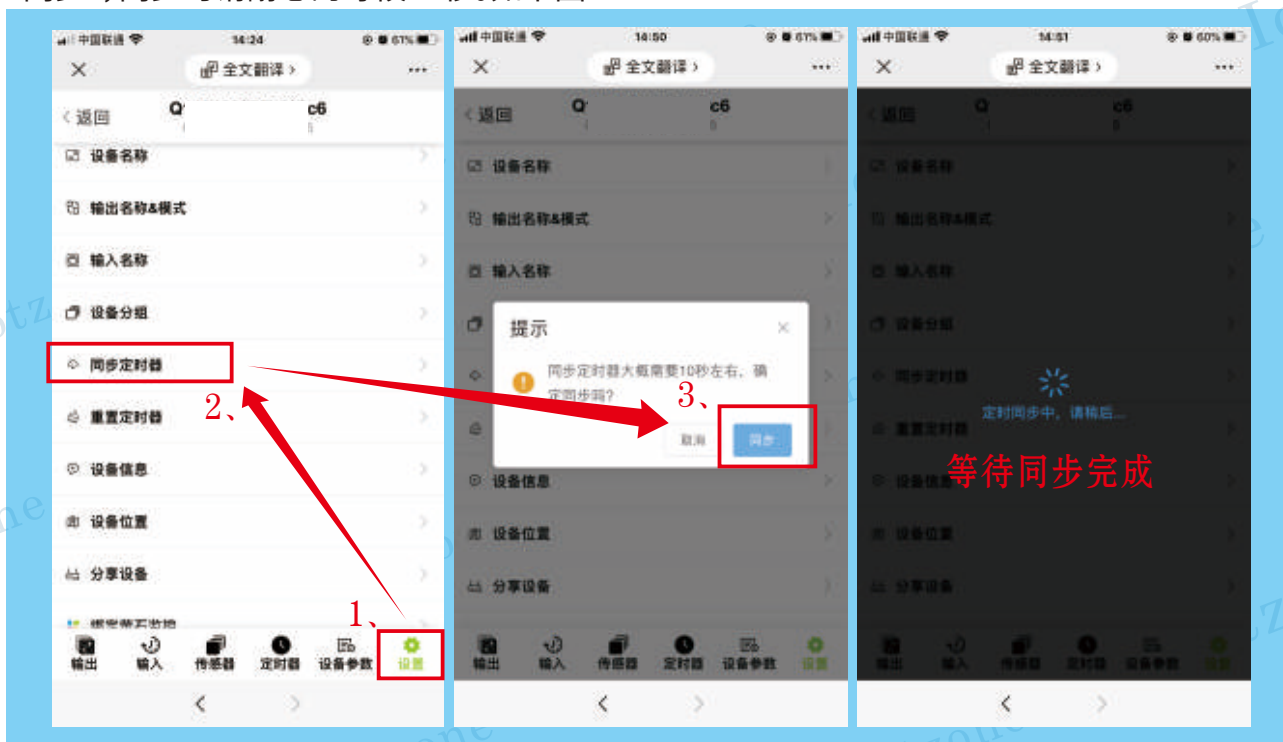 中国联通 14:24 61%
全文翻译
返回 Q c6
设备名称
输出名称&模式
输入名称
设备分组
同步定时器
2、
重置定时器
设备信息
设备位置
分享设备
1、
输出 输入 传感器 定时器 设备参数 设置
中国联通 14:50 61%
全文翻译
返回 Q c6
设备名称
输出名称&模式
输入名称
提示
同步定时器大概需要10秒左右，确
定同步吗?
3、
取消 同步
设备信息
设备位置
分享设备
输出 输入 传感器 定时器 设备参数 设置
中国联通 14:51 60%
全文翻译
返回 Q c6
设备名称
输出名称&模式
输入名称
设备分组
同步定时器
定时同步中，请稍后...
重置定时器
等待同步完成
设备信息
设备位置
分享设备
输出 输入 传感器 定时器 设备参数 设置